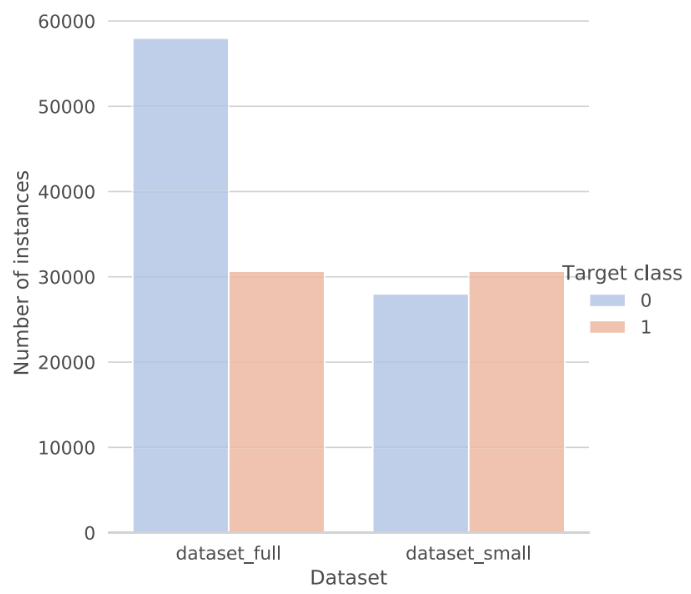 60000
50000
40000
30000
20000
10000
0
Number of instances
dataset_full
dataset_small
Dataset
Target class
0
1